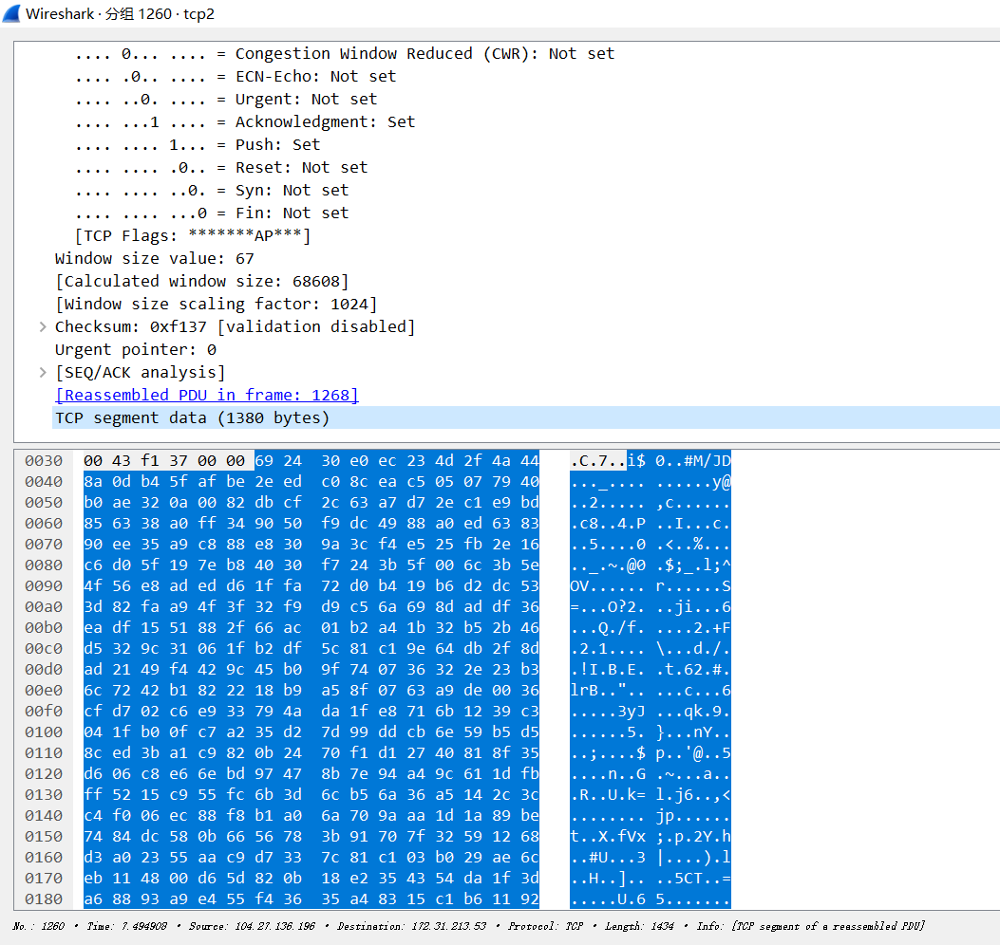 Wireshark · 分组 1260 · tcp2
.... 0... .... = Congestion Window Reduced (CWR): Not set
.... .0.. .... = ECN-Echo: Not set
.... ..0. .... = Urgent: Not set
.... ...1 .... = Acknowledgment: Set
.... .... 1... = Push: Set
.... .... .0.. = Reset: Not set
.... .... ..0. = Syn: Not set
.... .... ...0 = Fin: Not set
[TCP Flags: *******AP***]
Window size value: 67
[Calculated window size: 68608]
[Window size scaling factor: 1024]
> Checksum: 0xf137 [validation disabled]
Urgent pointer: 0
> [SEQ/ACK analysis]
[Reassembled PDU in frame: 1268]
TCP segment data (1380 bytes)
0030 00 43 f1 37 00 00 69 24 30 e0 ec 23 4d 2f 4a 44 .C.7..i$ 0..#M/JD
0040 8a 0d b4 5f af be 2e ed c0 8c ea c5 05 07 79 40 ..._.... ......y@
0050 b0 ae 32 0a 00 82 db cf 2c 63 a7 d7 2e c1 e9 bd ..2..... ,c......
0060 85 63 38 a0 ff 34 90 50 f9 dc 49 88 a0 ed 63 83 .c8..4.P ..I...c.
0070 90 ee 35 a9 c8 88 e8 30 9a 3c f4 e5 25 fb 2e 16 ..5....0 .<..%...
0080 c6 d0 5f 19 7e b8 40 30 f7 24 3b 5f 00 6c 3b 5e .._.~.@0 .$;_.l;^
0090 4f 56 e8 ad ed d6 1f fa 72 d0 b4 19 b6 d2 dc 53 OV...... r......S
00a0 3d 82 fa a9 4f 3f 32 f9 d9 c5 6a 69 8d ad df 36 =...O?2. ..ji...6
00b0 ea df 15 51 88 2f 66 ac 01 b2 a4 1b 32 b5 2b 46 ...Q./f. ....2.+F
00c0 d5 32 9c 31 06 1f b2 df 5c 81 c1 9e 64 db 2f 8d .2.1.... \...d./.
00d0 ad 21 49 f4 42 9c 45 b0 9f 74 07 36 32 2e 23 b3 .!I.B.E. .t.62.#.
00e0 6c 72 42 b1 82 22 18 b9 a5 8f 07 63 a9 de 00 36 lrB..".. ...c...6
00f0 cf d7 02 c6 e9 33 79 4a da 1f e8 71 6b 12 39 c3 .....3yJ ...qk.9.
0100 04 1f b0 0f c7 a2 35 d2 7d 99 dd cb 6e 59 b5 d5 ......5. }...nY..
0110 8c ed 3b a1 c9 82 0b 24 70 f1 d1 27 40 81 8f 35 ..;....$ p..'@..5
0120 d6 06 c8 e6 6e bd 97 47 8b 7e 94 a4 9c 61 1d fb ....n..G .~...a..
0130 ff 52 15 c9 55 fc 6b 3d 6c b5 6a 36 a5 14 2c 3c .R..U.k= l.j6..,<
0140 c4 f0 06 ec 88 f8 b1 a0 6a 70 9a aa 1d 1a 89 be ........ jp......
0150 74 84 dc 58 0b 66 56 78 3b 91 70 7f 32 59 12 68 t..X.fVx ;.p.2Y.h
0160 d3 a0 23 55 aa c9 d7 33 7c 81 c1 03 b0 29 ae 6c ..#U...3 |....).l
0170 eb 11 48 00 d6 5d 82 0b 18 e2 35 43 54 da 1f 3d ..H..].. ..5CT..=
0180 a6 88 93 a9 e4 55 f4 36 35 a4 83 15 c1 b6 11 92 .....U.6 5.......
No.: 1260 · Time: 7.494908 · Source: 104.27.136.196 · Destination: 172.31.213.53 · Protocol: TCP · Length: 1434 · Info: [TCP segment of a reassembled PDU]